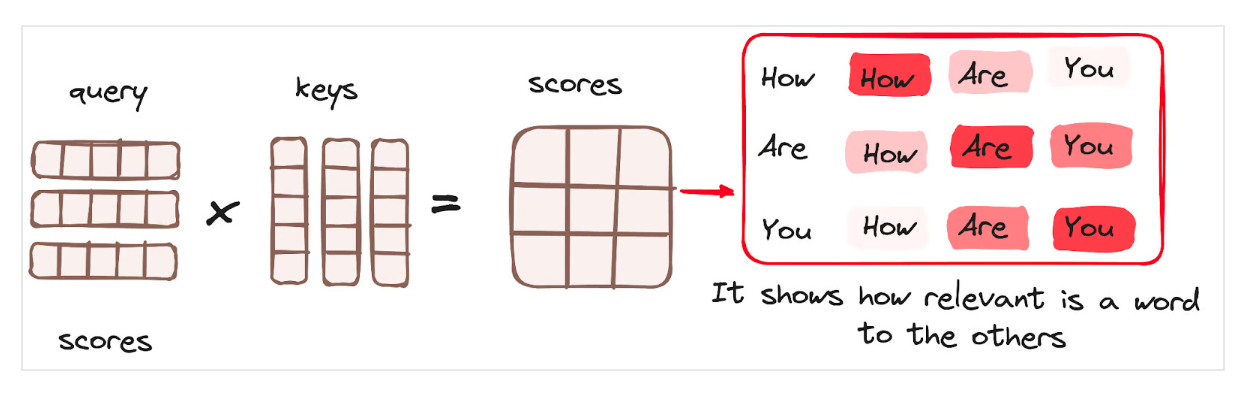 query
keys
scores
How How Are You
Are How Are You
You How Are You
It shows how relevant is a word
to the others
scores